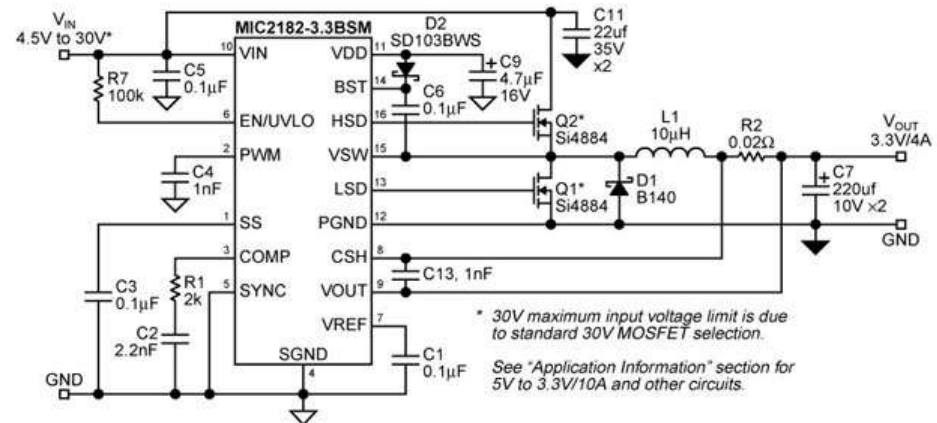 MIC2182-3.3BSM
VIN
4.5V to 30V*
10
VIN
VDD
11
D2
SD103BWS
C11
22uf
35V
x2
R7
100k
C5
0.1µF
BST
14
C9
4.7µF
16V
+
C6
0.1µF
6
EN/UVLO
HSD
16
Q2*
Si4884
L1
10µH
R2
0.02Ω
VOUT
3.3V/4A
2
PWM
VSW
15
C4
1nF
LSD
13
Q1*
Si4884
D1
B140
+
C7
220uf
10V x2
1
SS
PGND
12
GND
3
COMP
CSH
8
C13, 1nF
C3
0.1µF
R1
2k
5
SYNC
VOUT
9
C2
2.2nF
VREF
7
C1
0.1µF
SGND
4
GND
* 30V maximum input voltage limit is due
to standard 30V MOSFET selection.
See “Application Information” section for
5V to 3.3V/10A and other circuits.